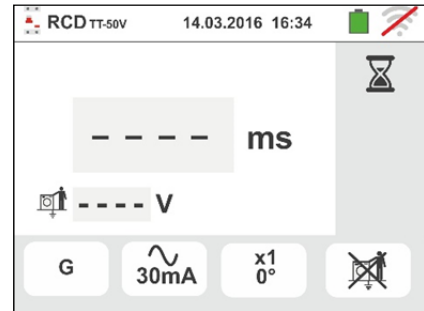 RCD TT-50V 14.03.2016 16:34
---- ms
---- V
G 30mA x1
0°